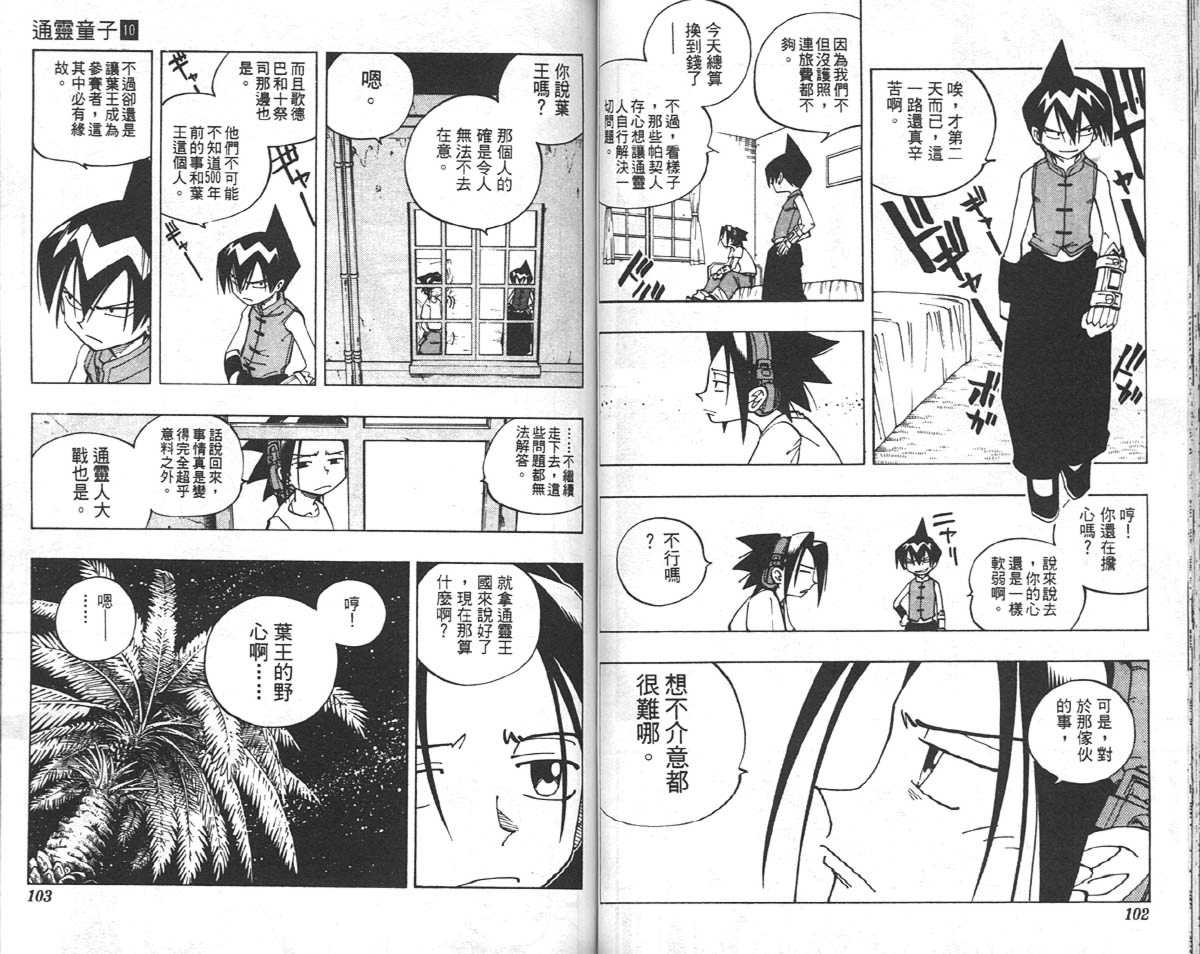 唉，才第二
天而已，這
一路還真辛
苦啊。
因為我們不
但沒護照，
連旅費都不
夠。
今天總算
換到錢了
——
不過，看樣子
，那些帕契人
存心想讓通靈
人自行解決一
切問題。
哼！
你還在擔
心嗎？
說來說去
，你的心
還是一樣
軟弱啊。
不行嗎
？
可是，對
於那傢伙
的事，
想不介意都
很難哪。
102
通靈童子10
你說葉
王嗎？
嗯。
那個人的
確是令人
無法不去
在意。
而且歌德
巴和十祭
司那邊也
是。
他們不可能
不知道500年
前的事和葉
王這個人。
不過卻還是
讓葉王成為
參賽者，這
其中必有緣
故。
……不繼續
走下去，這
些問題都無
法解答。
話說回來，
事情真是變
得完全超乎
意料之外。
通靈人大
戰也是。
就拿通靈王
國來說好了
，現在那算
什麼啊？
哼！
葉王的野
心啊……
嗯——
……
103